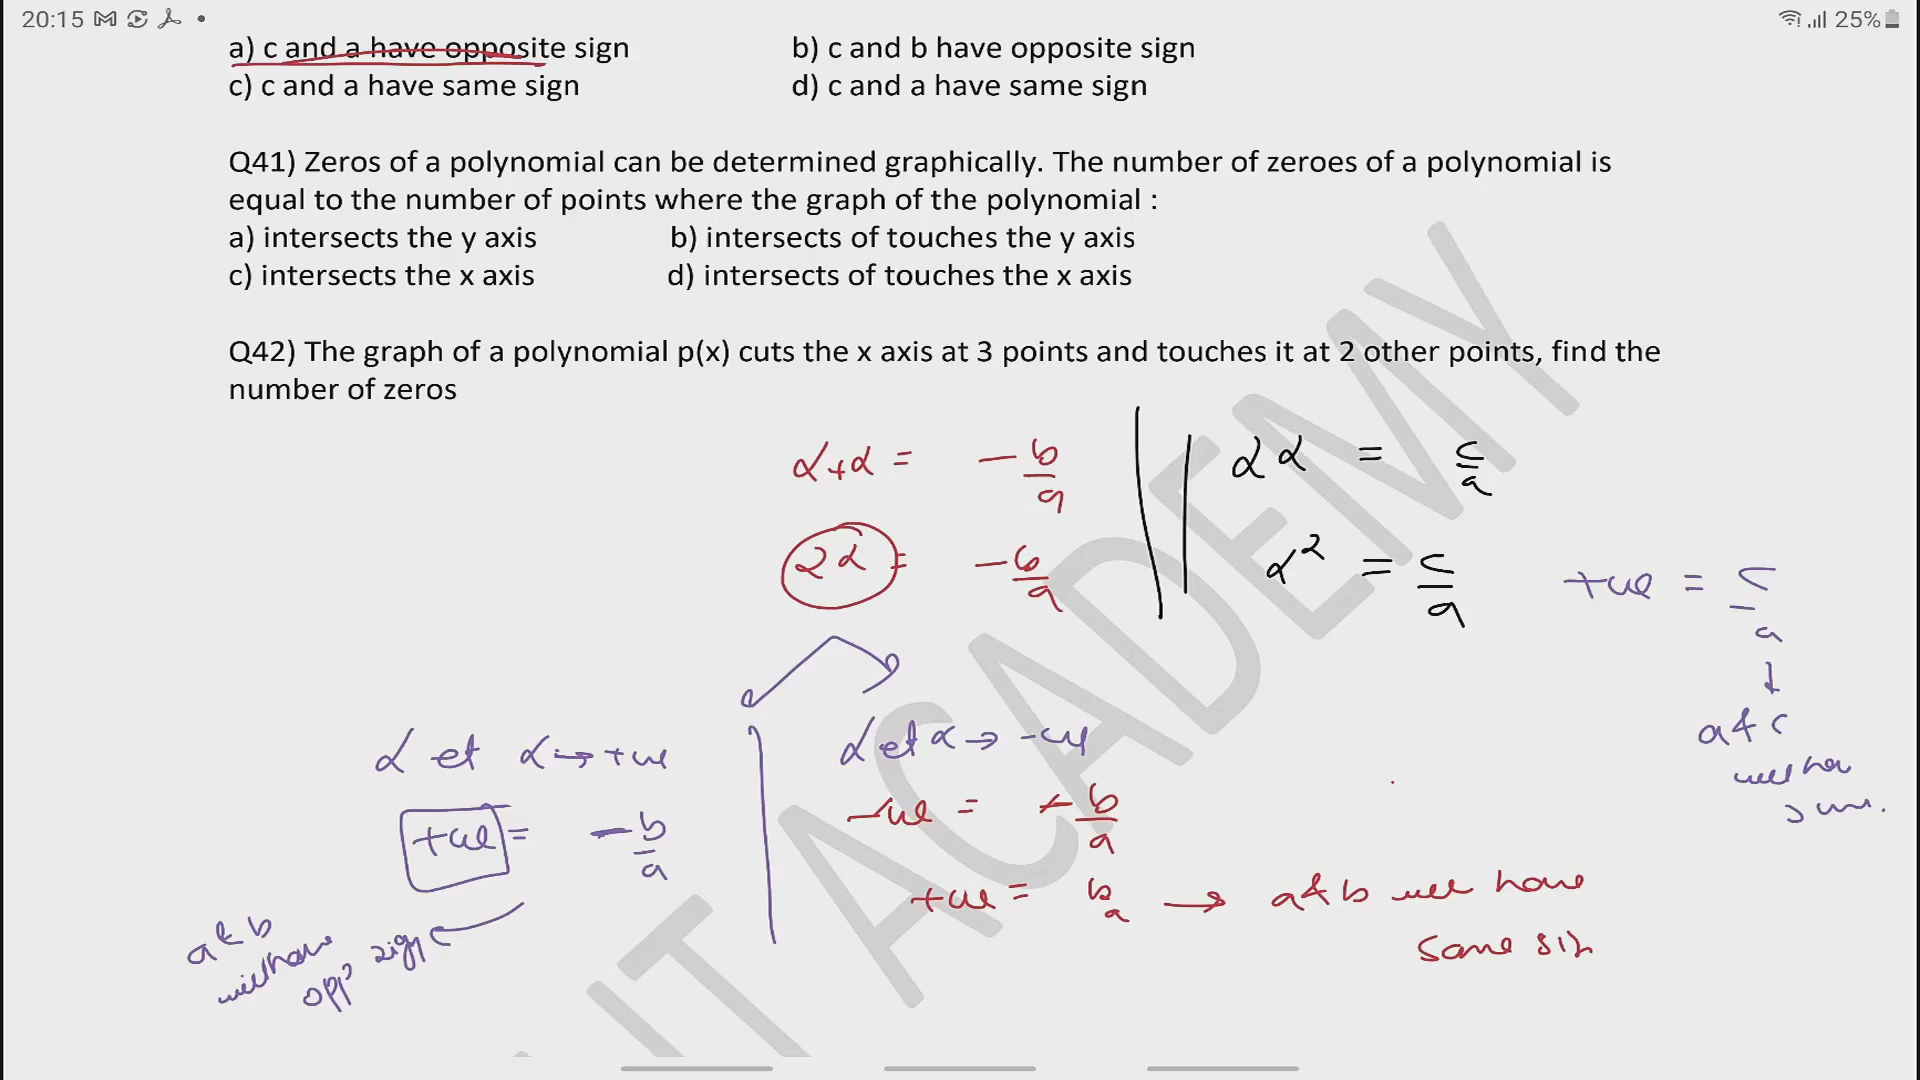 20:15 25%
a) c and a have opposite sign b) c and b have opposite sign
c) c and a have same sign d) c and a have same sign
Q41) Zeros of a polynomial can be determined graphically. The number of zeroes of a polynomial is
equal to the number of points where the graph of the polynomial :
a) intersects the y axis b) intersects of touches the y axis
c) intersects the x axis d) intersects of touches the x axis
Q42) The graph of a polynomial p(x) cuts the x axis at 3 points and touches it at 2 other points, find the
number of zeros
α+α = -b/a αα = c/a
2α = -b/a α² = c/a +ve = c/a
α et α → +ve α et α → -ve a & c
+ve = -b/a -ve = -b/a will hav
+ve = b/a → a & b will have
same sign
a & b
will have
opp sign
IIT ACADEMY